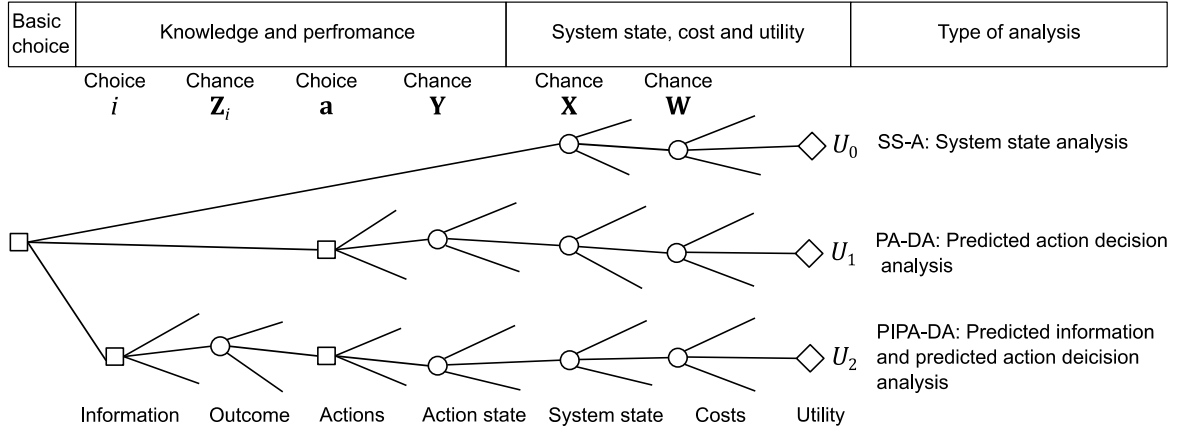 Basic
choice
Knowledge and perfromance
System state, cost and utility
Type of analysis
Choice
i
Chance
Zᵢ
Choice
a
Chance
Y
Chance
X
Chance
W
U₀
SS-A: System state analysis
U₁
PA-DA: Predicted action decision
analysis
U₂
PIPA-DA: Predicted information
and predicted action deicision
analysis
Information
Outcome
Actions
Action state
System state
Costs
Utility